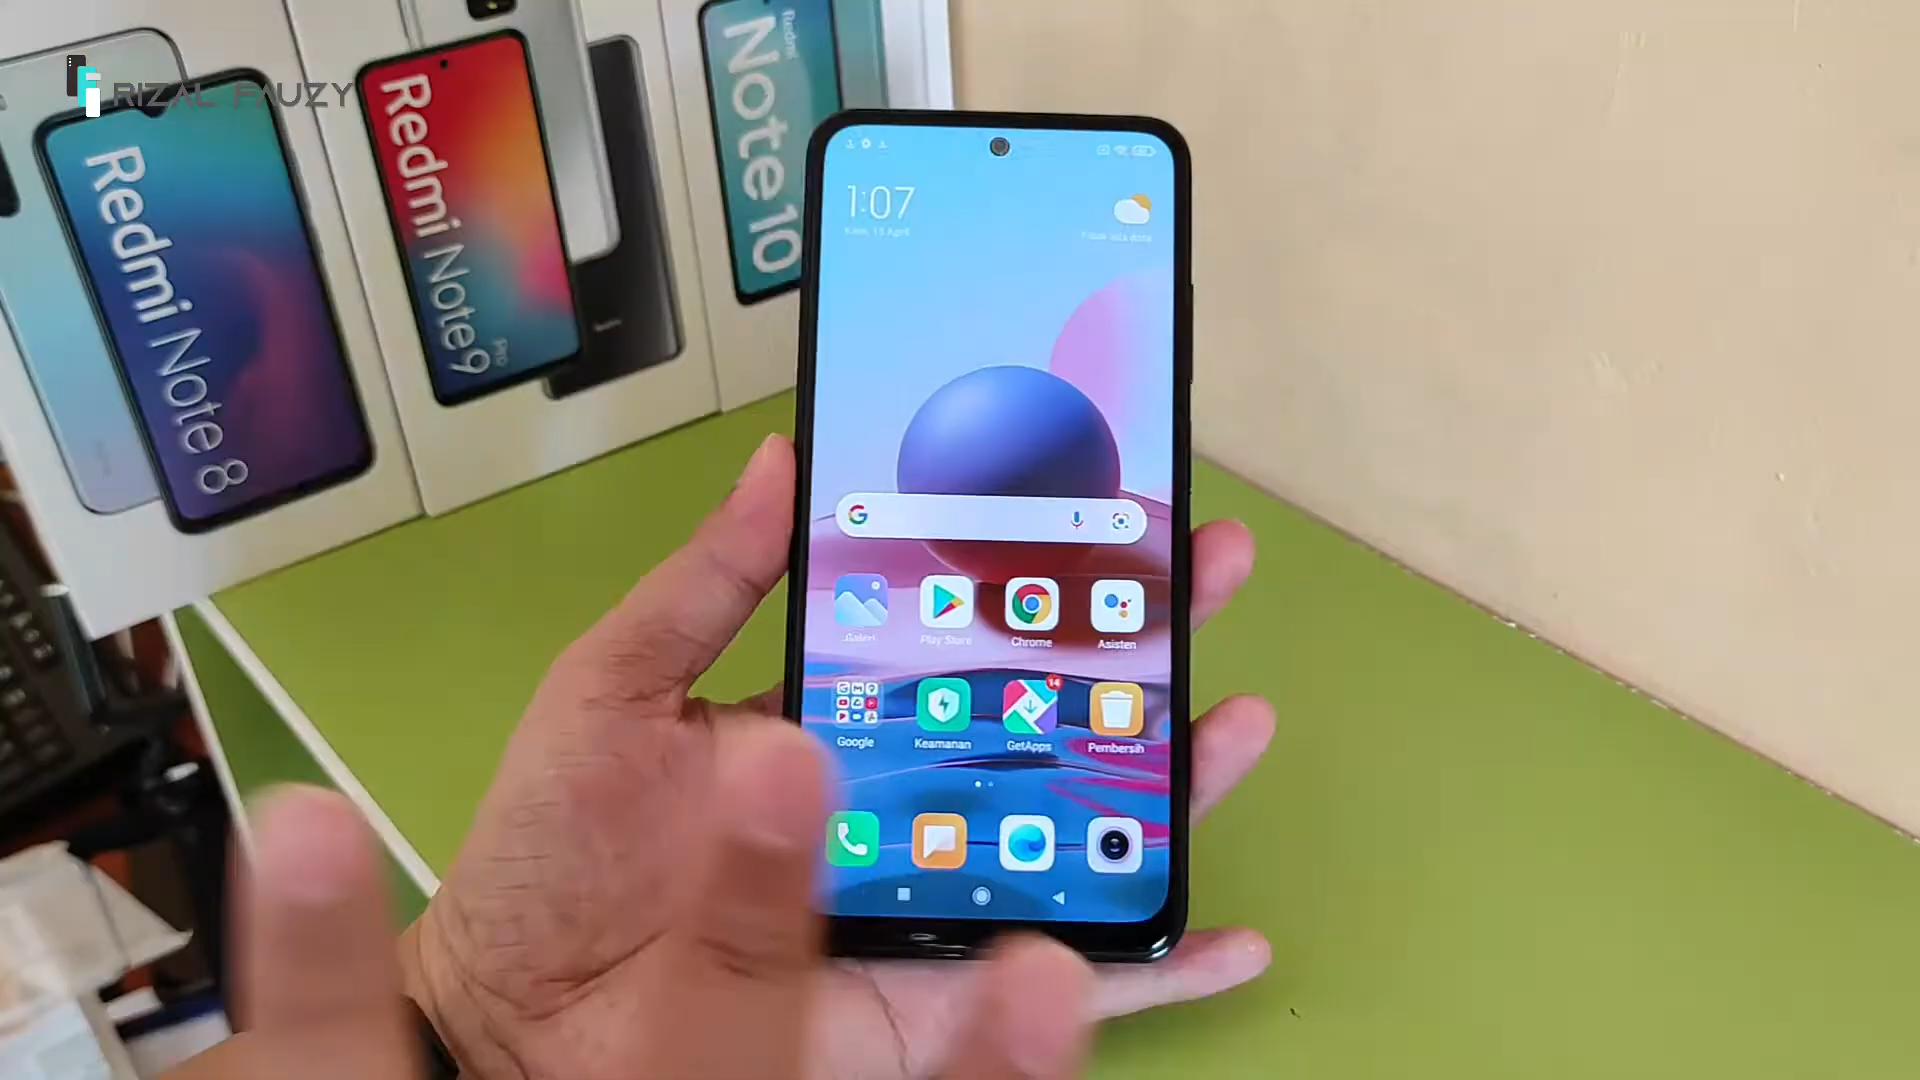 RIZAL FAUZY
Redmi Note 8
Redmi Note 9 Pro
Redmi
Note 10
1:07
Galeri
Play Store
Chrome
Asisten
14
Google
Keamanan
GetApps
Pembersih